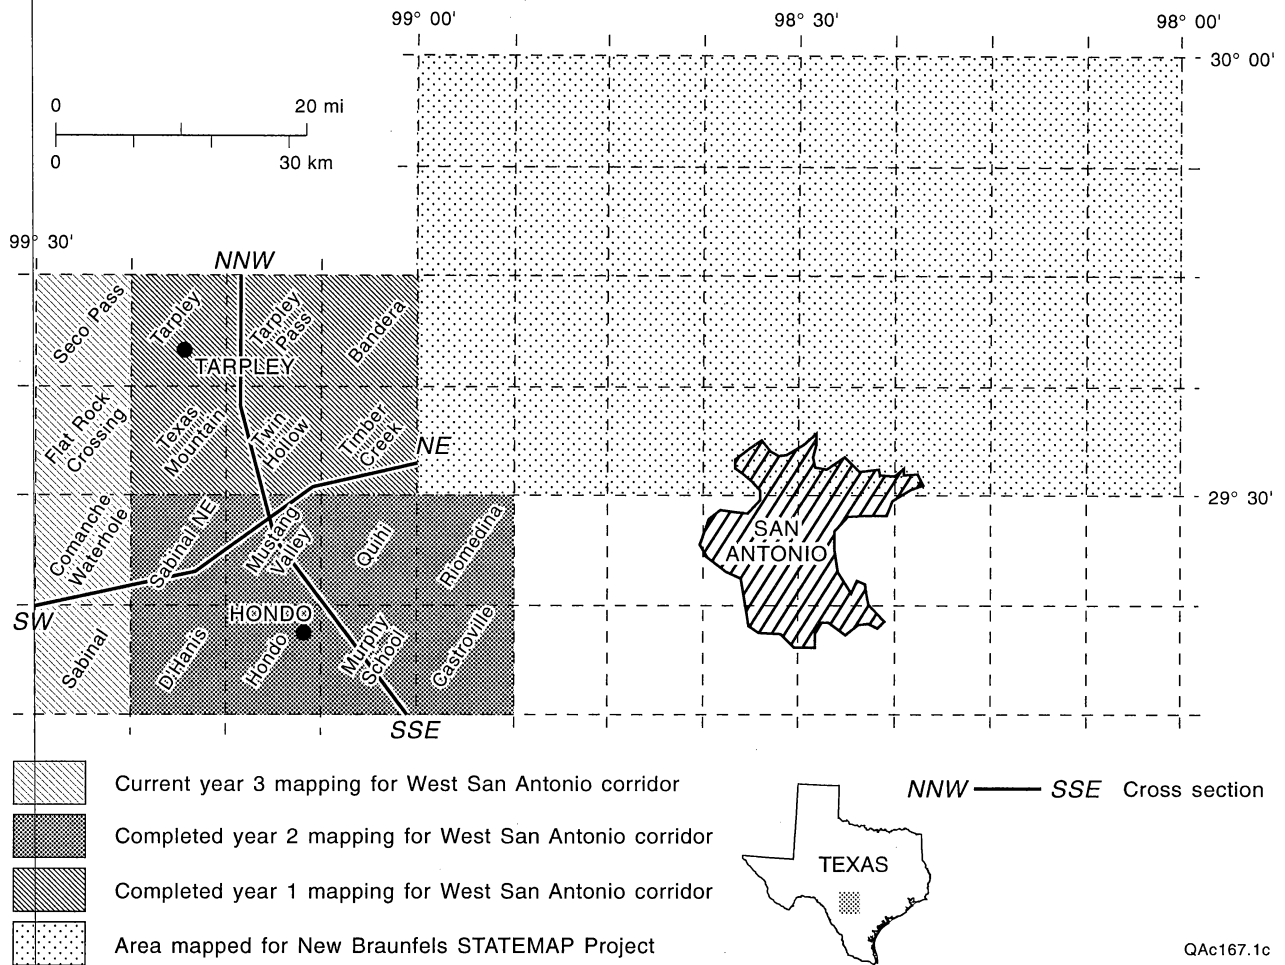 99° 00'
98° 30'
98° 00'
30° 00'
0
20 mi
0
30 km
99° 30'
NNW
Seco Pass
Tarpley
Tarpley
Pass
Bandera
TARPLEY
Flat Rock
Crossing
Texas
Mountain
Twin
Hollow
Timber
Creek
NE
29° 30'
Comanche
Waterhole
Sabinal NE
Mustang
Valley
Quihi
Riomedina
SAN
ANTONIO
SW
HONDO
Sabinal
D'Hanis
Hondo
Murphy
School
Castroville
SSE
Current year 3 mapping for West San Antonio corridor
NNW
SSE
Cross section
Completed year 2 mapping for West San Antonio corridor
TEXAS
Completed year 1 mapping for West San Antonio corridor
Area mapped for New Braunfels STATEMAP Project
QAc167.1c